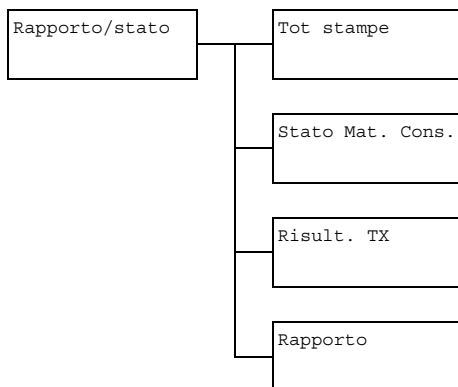 Rapporto/stato
Tot stampe
Stato Mat. Cons.
Risult. TX
Rapporto